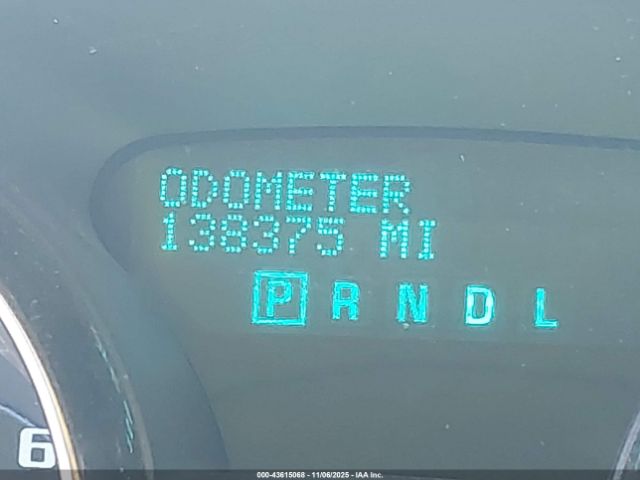 ODOMETER
138375 MI
P R N D L
6
000-43615068 - 11/06/2025 - IAA Inc.